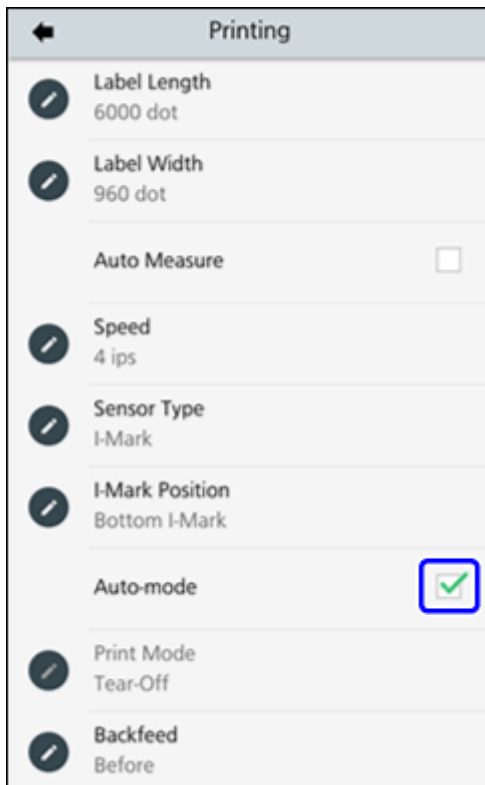 Printing
Label Length
6000 dot
Label Width
960 dot
Auto Measure
Speed
4 ips
Sensor Type
I-Mark
I-Mark Position
Bottom I-Mark
Auto-mode
Print Mode
Tear-Off
Backfeed
Before